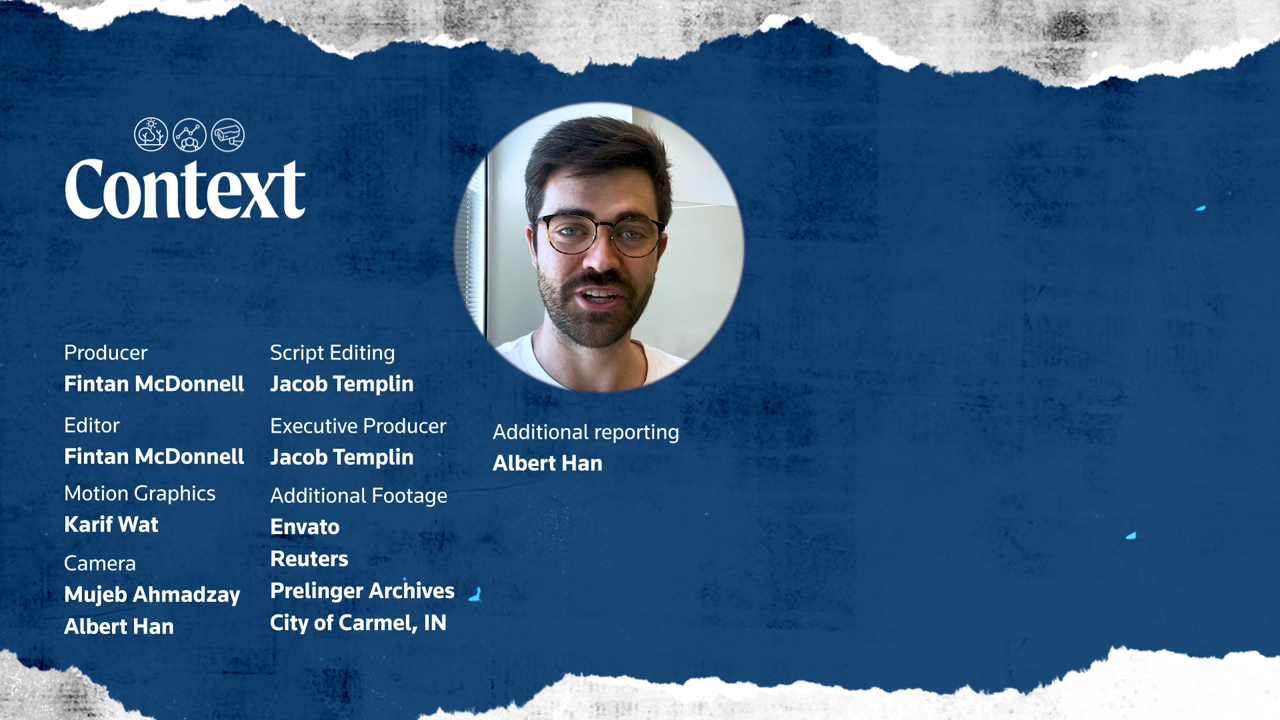 Context
Producer
Fintan McDonnell
Editor
Fintan McDonnell
Motion Graphics
Karif Wat
Camera
Mujeb Ahmadzay
Albert Han
Script Editing
Jacob Templin
Executive Producer
Jacob Templin
Additional Footage
Envato
Reuters
Prelinger Archives
City of Carmel, IN
Additional reporting
Albert Han